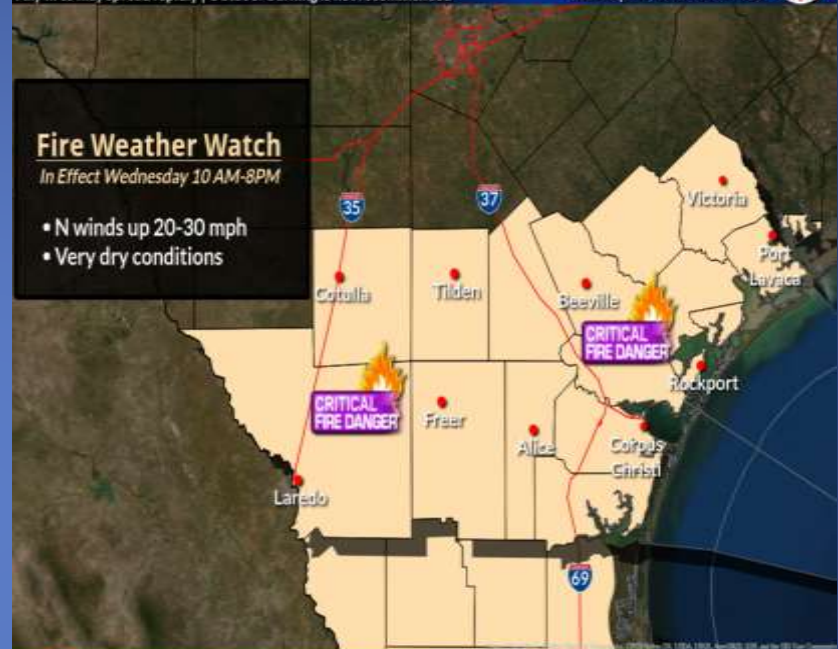 Fire Weather Watch
In Effect Wednesday 10 AM-8PM
• N winds up 20-30 mph
• Very dry conditions
35
37
Victoria
Port
Lavaca
Cotulla
Tilden
Beeville
CRITICAL
FIRE DANGER
Rockport
CRITICAL
FIRE DANGER
Freer
Alice
Corpus
Christi
Laredo
69